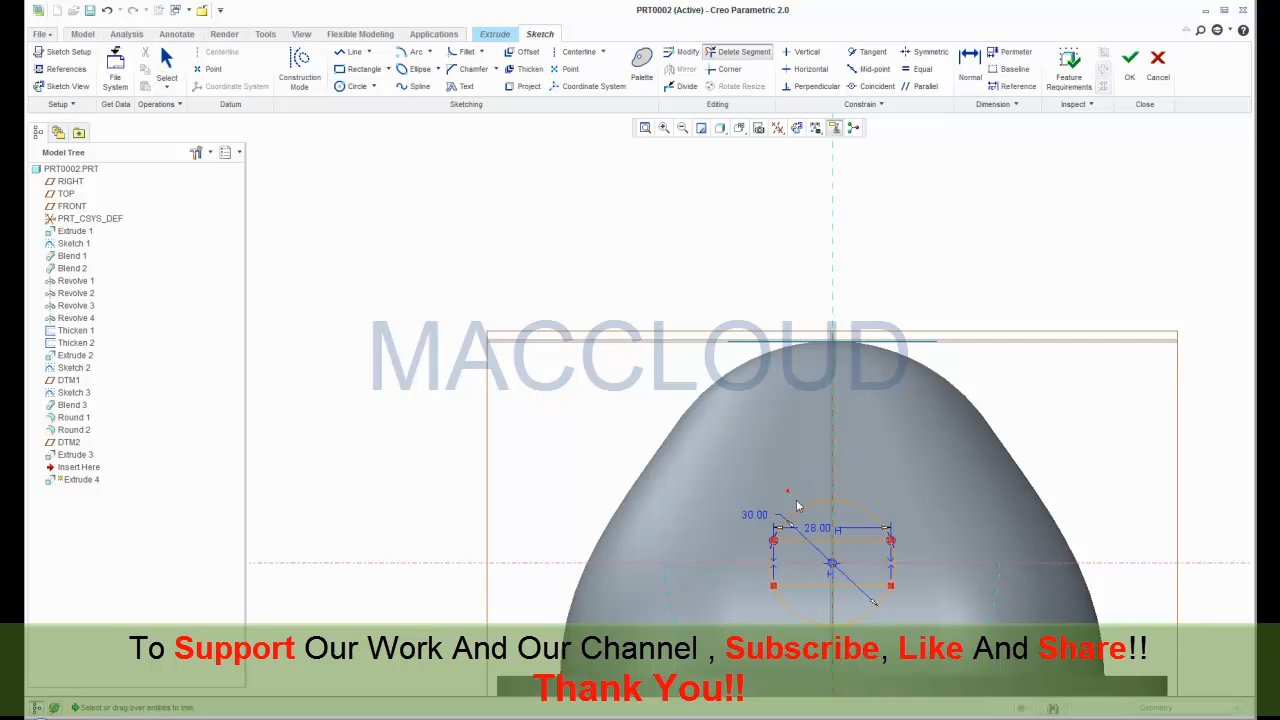 PRT0002 (Active) - Creo Parametric 2.0
File Model Analysis Annotate Render Tools View Flexible Modeling Applications Extrude Sketch
Sketch Setup Centerline Line Arc Fillet Offset Centerline Modify Delete Segment Vertical Tangent Symmetric Perimeter
References Point Rectangle Ellipse Chamfer Thicken Point Mirror Corner Horizontal Mid-point Equal Baseline
Sketch View Coordinate System Circle Spline Text Project Coordinate System Divide Rotate Resize Perpendicular Coincident Parallel Reference
File System Select Construction Mode Palette Normal Feature Requirements OK Cancel
Setup Get Data Operations Datum Sketching Editing Constrain Dimension Inspect Close
Model Tree
PRT0002.PRT
RIGHT
TOP
FRONT
PRT_CSYS_DEF
Extrude 1
Sketch 1
Blend 1
Blend 2
Revolve 1
Revolve 2
Revolve 3
Revolve 4
Thicken 1
Thicken 2
Extrude 2
Sketch 2
DTM1
Sketch 3
Blend 3
Round 1
Round 2
DTM2
Extrude 3
Insert Here
Extrude 4
MACCLOUD
30.00
28.00
H
H
To Support Our Work And Our Channel , Subscribe, Like And Share!!
Thank You!!
Select or drag over entities to trim.
Geometry